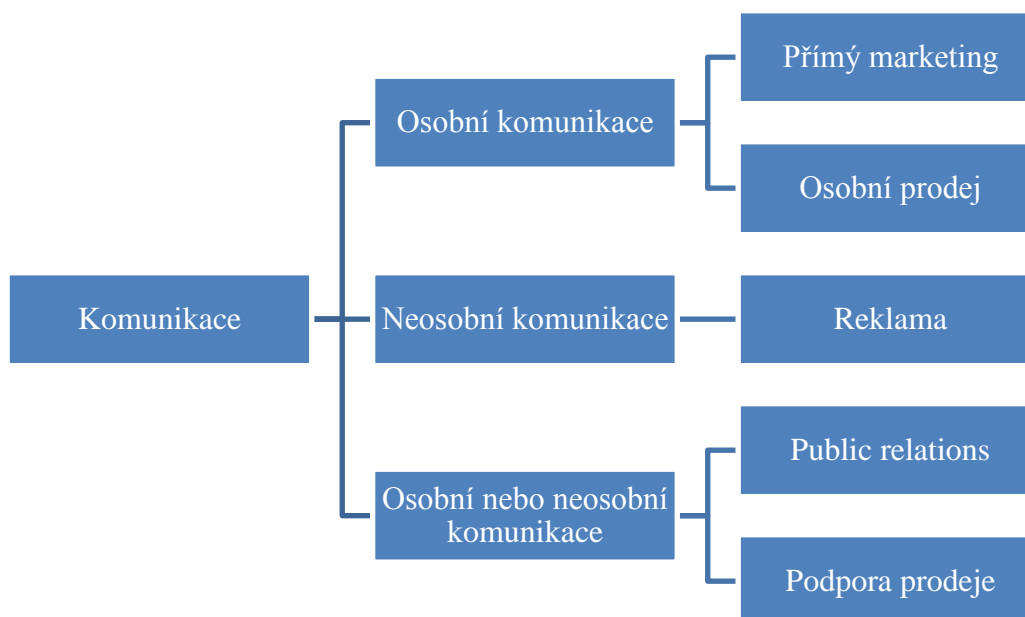 Komunikace
Osobní komunikace
Přímý marketing
Osobní prodej
Neosobní komunikace
Reklama
Osobní nebo neosobní
komunikace
Public relations
Podpora prodeje